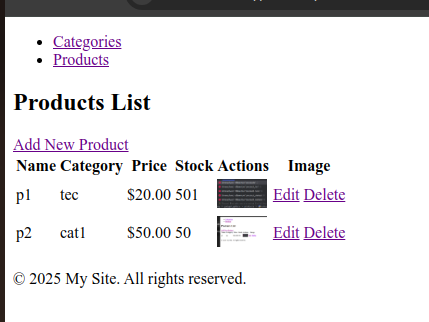 Categories
Products
Products List
Add New Product
Name Category Price Stock Actions Image
p1 tec $20.00 501 Edit Delete
p2 cat1 $50.00 50 Edit Delete
© 2025 My Site. All rights reserved.